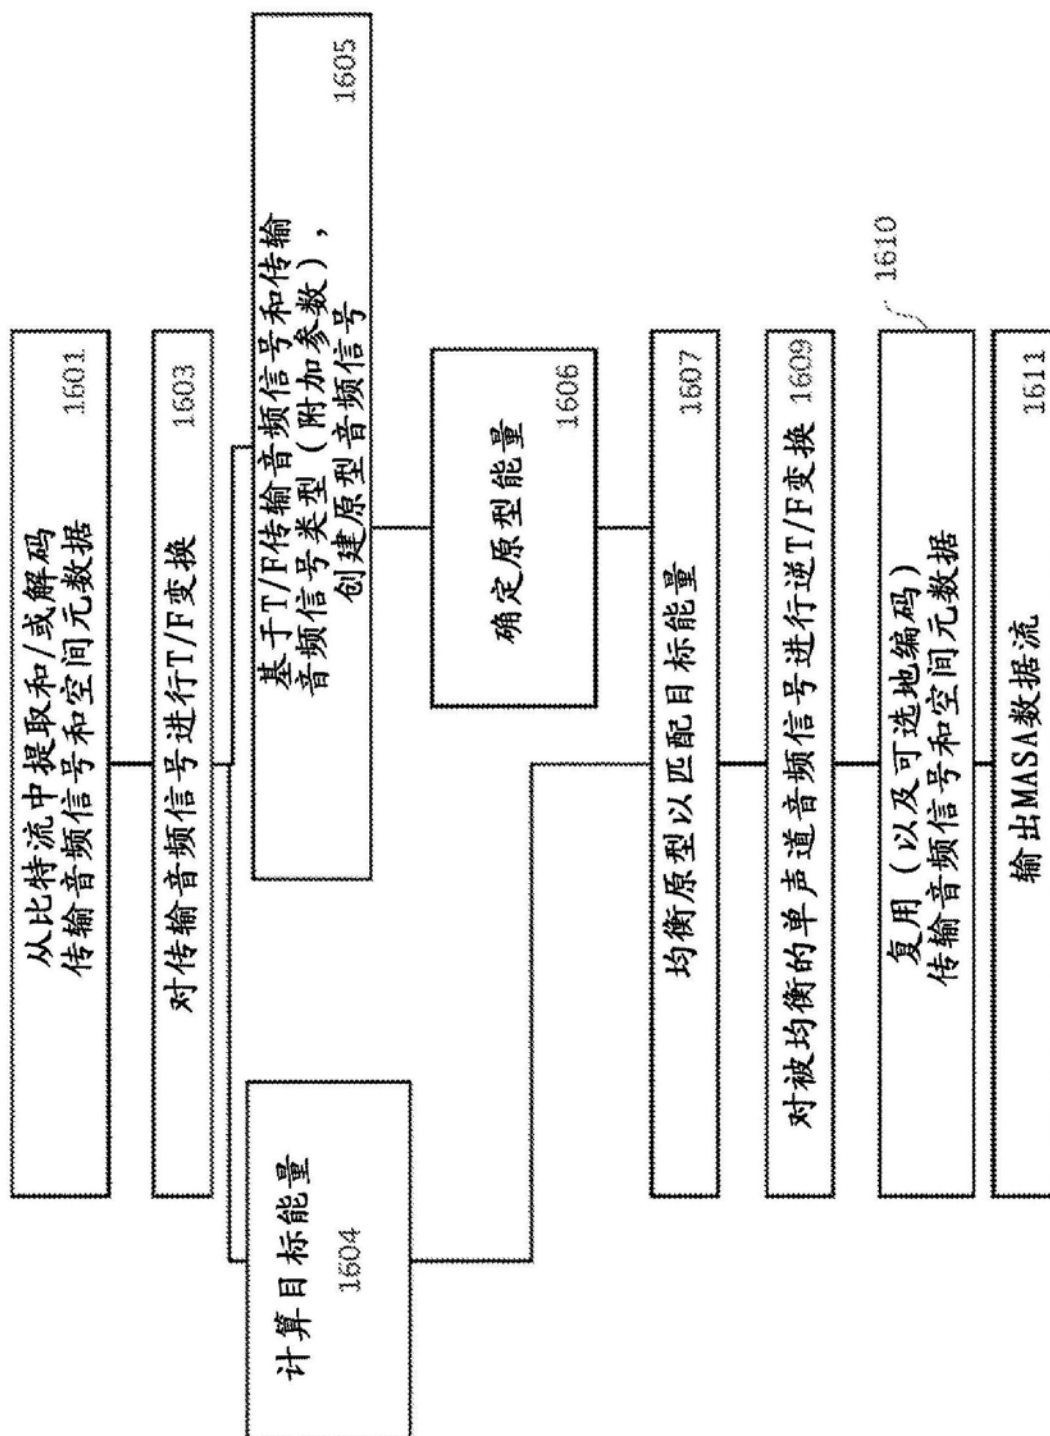 从比特流中提取和/或解码
传输音频信号和空间元数据
1601
对传输音频信号进行T/F变换
1603
计算目标能量
1604
基于T/F传输音频信号和传输
音频信号类型（附加参数），
创建原型音频信号
1605
确定原型能量
1606
均衡原型以匹配目标能量
1607
对被均衡的单声道音频信号进行逆T/F变换
1609
复用（以及可选地编码）
传输音频信号和空间元数据
1610
输出MASA数据流
1611